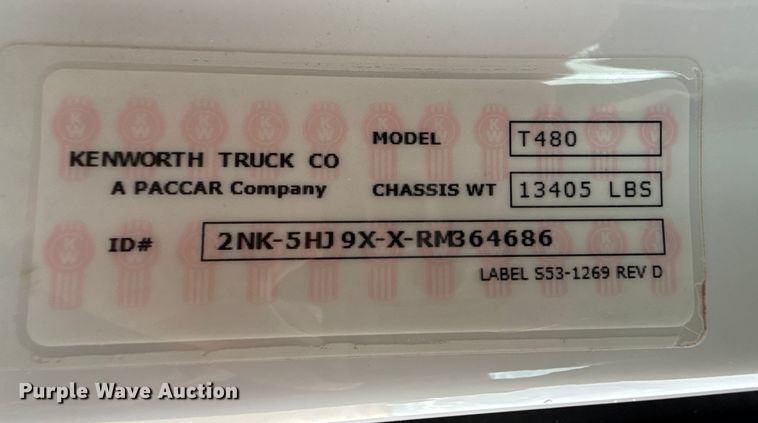 KENWORTH TRUCK CO
A PACCAR Company
MODEL T480
CHASSIS WT 13405 LBS
ID# 2NK-5HJ9X-X-RM364686
LABEL S53-1269 REV D
Purple Wave Auction